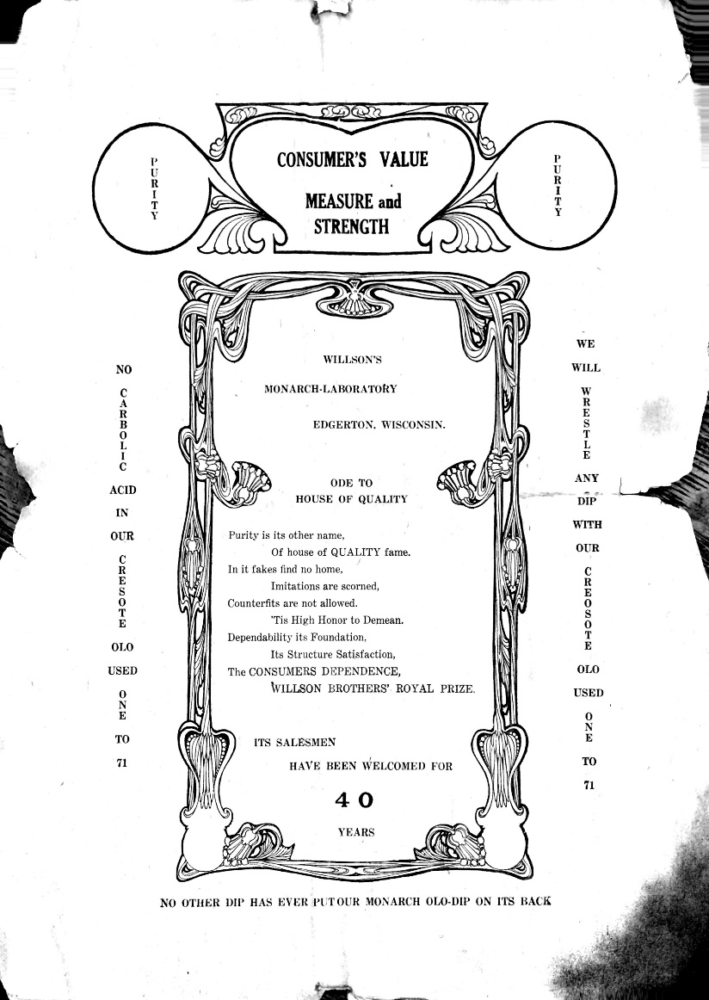 PURITY
CONSUMER'S VALUE
MEASURE and
STRENGTH
PURITY
NO
CARBOLIC
ACID
IN
OUR
CRESOTE
OLO
USED
ONE
TO
71
WILLSON'S
MONARCH-LABORATORY
EDGERTON, WISCONSIN.
ODE TO
HOUSE OF QUALITY
Purity is its other name,
Of house of QUALITY fame.
In it fakes find no home,
Imitations are scorned,
Counterfits are not allowed.
'Tis High Honor to Demean.
Dependability its Foundation,
Its Structure Satisfaction,
The CONSUMERS DEPENDENCE,
WILLSON BROTHERS' ROYAL PRIZE.
ITS SALESMEN
HAVE BEEN WELCOMED FOR
40
YEARS
WE
WILL
WRESTLE
ANY
DIP
WITH
OUR
CREOSOTE
OLO
USED
ONE
TO
71
NO OTHER DIP HAS EVER PUT OUR MONARCH OLO-DIP ON ITS BACK